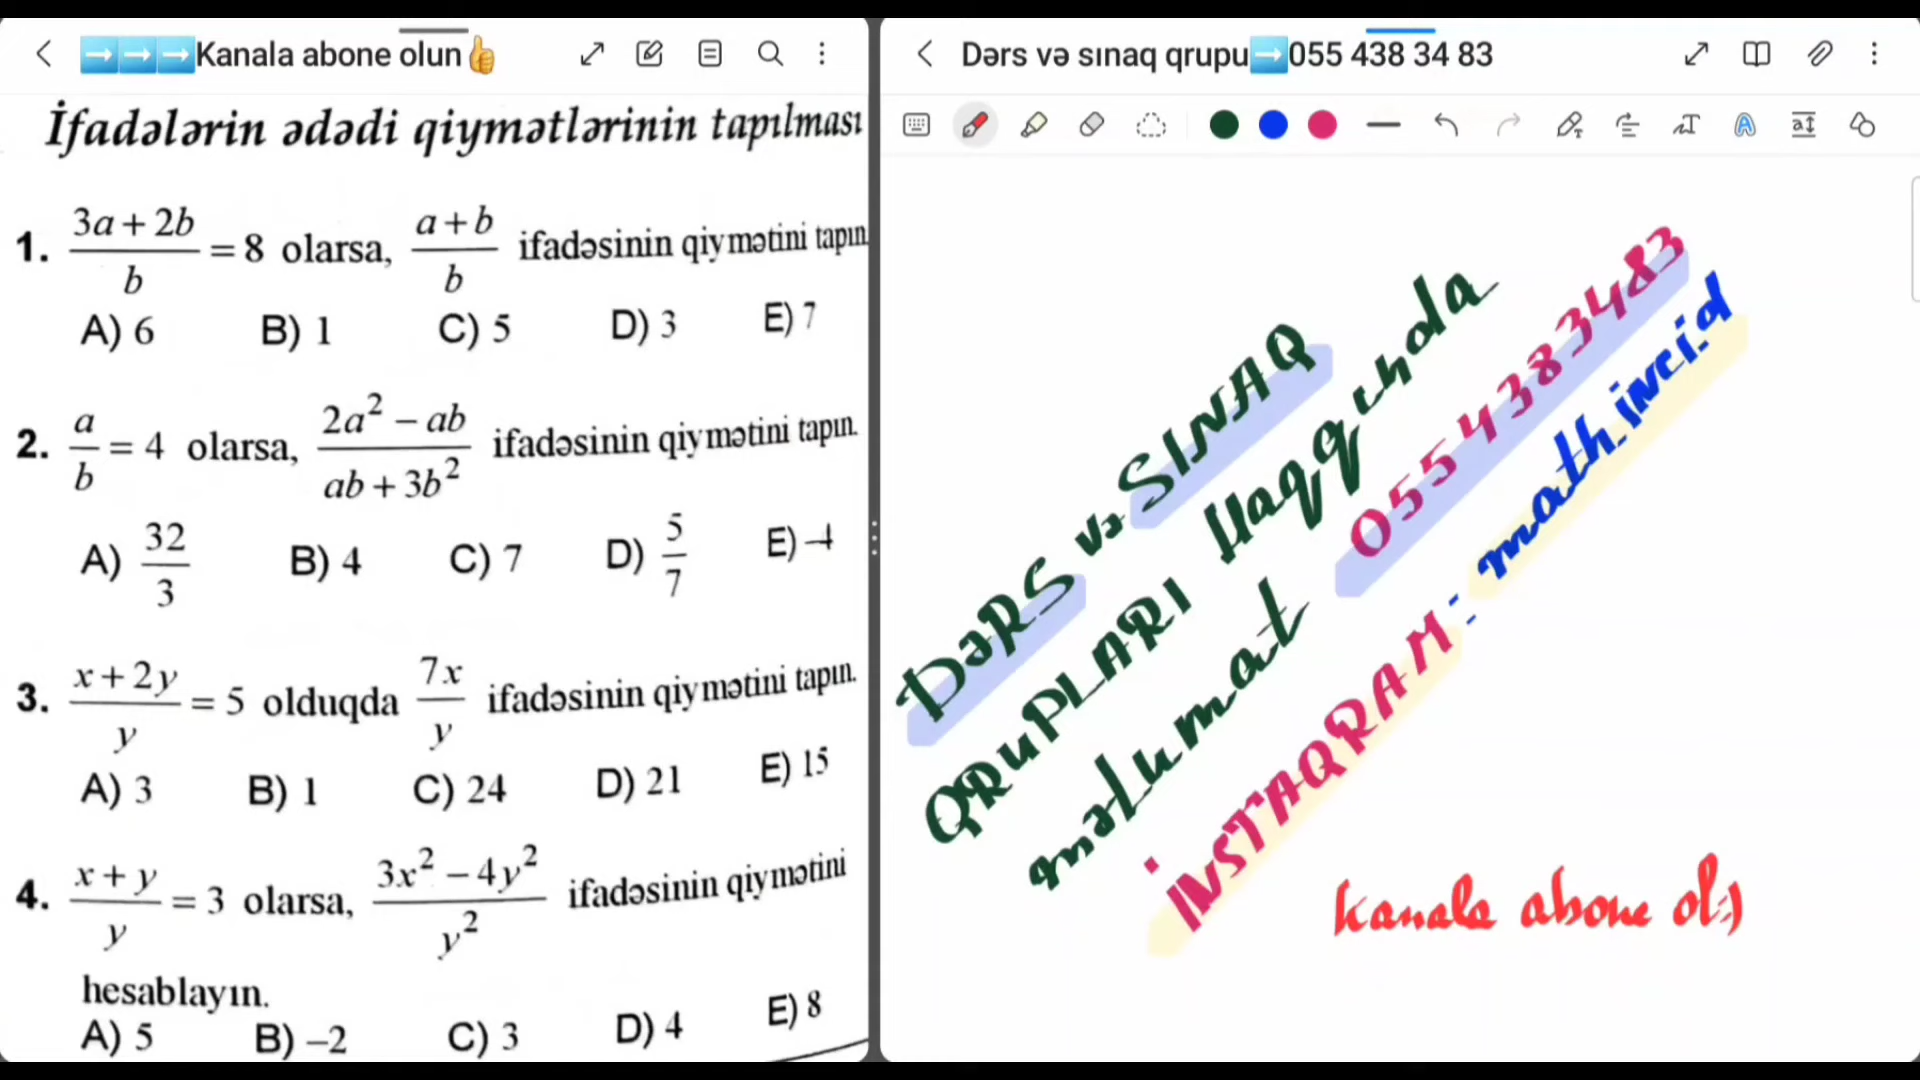 ➡️➡️➡️Kanala abone olun👍
İfadələrin ədədi qiymətlərinin tapılması
1. (3a + 2b)/b = 8 olarsa, (a + b)/b ifadəsinin qiymətini tapın
A) 6 B) 1 C) 5 D) 3 E) 7
2. a/b = 4 olarsa, (2a² − ab)/(ab + 3b²) ifadəsinin qiymətini tapın.
A) 32/3 B) 4 C) 7 D) 5/7 E) −4
3. (x + 2y)/y = 5 olduqda 7x/y ifadəsinin qiymətini tapın.
A) 3 B) 1 C) 24 D) 21 E) 15
4. (x + y)/y = 3 olarsa, (3x² − 4y²)/y² ifadəsinin qiymətini
hesablayın.
A) 5 B) −2 C) 3 D) 4 E) 8
Dərs və sınaq qrupu➡️055 438 34 83
DəRS və SINAQ
QRuPLARI Haqqında
məlumat 0554383483
İNSTAQRAM: math.inci.d
kanala abone ol:)